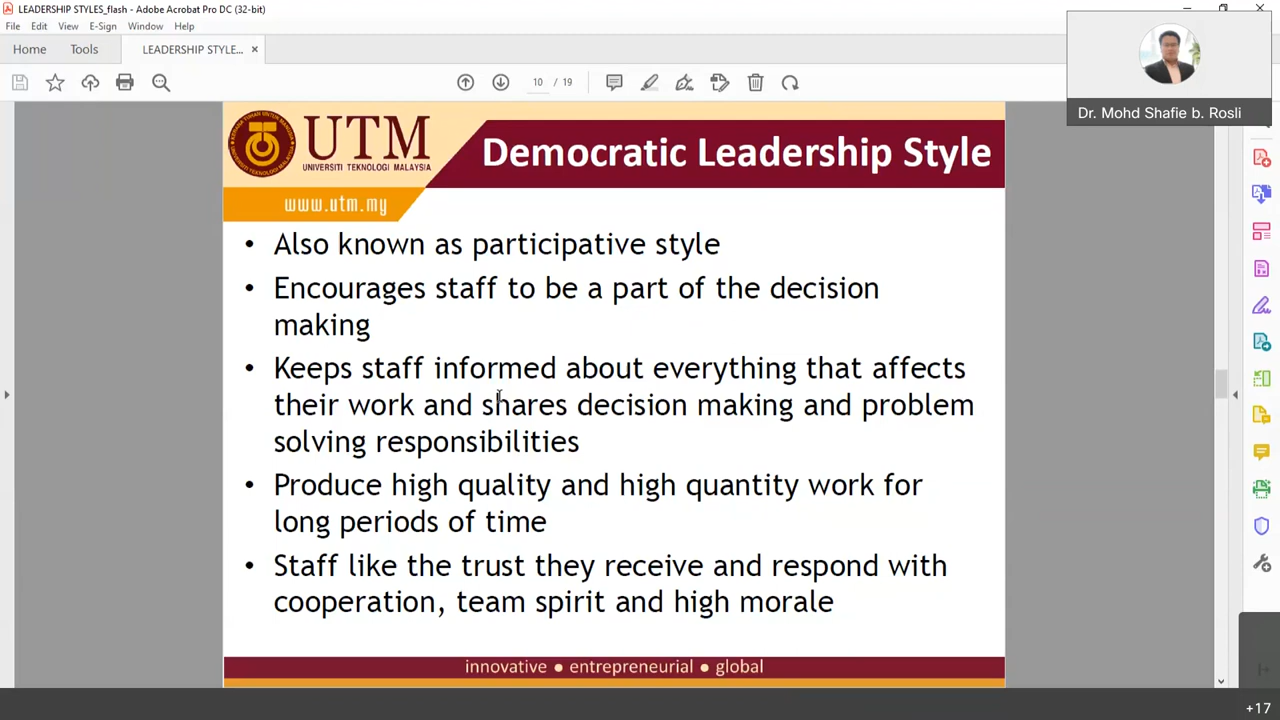 LEADERSHIP STYLES_flash - Adobe Acrobat Pro DC (32-bit)
File Edit View E-Sign Window Help
Home Tools LEADERSHIP STYLE... ×
10 / 19
Dr. Mohd Shafie b. Rosli
UTM
UNIVERSITI TEKNOLOGI MALAYSIA
www.utm.my
Democratic Leadership Style
• Also known as participative style
• Encourages staff to be a part of the decision
making
• Keeps staff informed about everything that affects
their work and shares decision making and problem
solving responsibilities
• Produce high quality and high quantity work for
long periods of time
• Staff like the trust they receive and respond with
cooperation, team spirit and high morale
innovative ● entrepreneurial ● global
+17